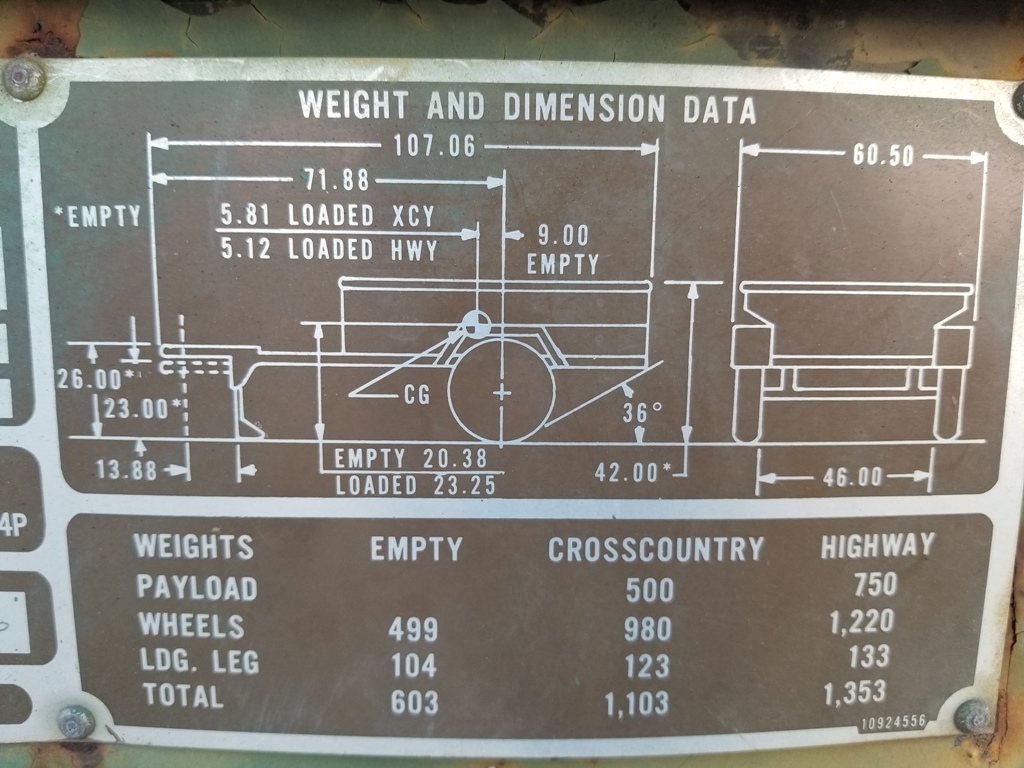 WEIGHT AND DIMENSION DATA
107.06
60.50
71.88
*EMPTY
5.81 LOADED XCY
5.12 LOADED HWY
9.00
EMPTY
26.00*
23.00*
CG
36°
13.88
EMPTY 20.38
LOADED 23.25
42.00*
46.00
4P
WEIGHTS EMPTY CROSSCOUNTRY HIGHWAY
PAYLOAD 500 750
WHEELS 499 980 1,220
LDG. LEG 104 123 133
TOTAL 603 1,103 1,353
10924556